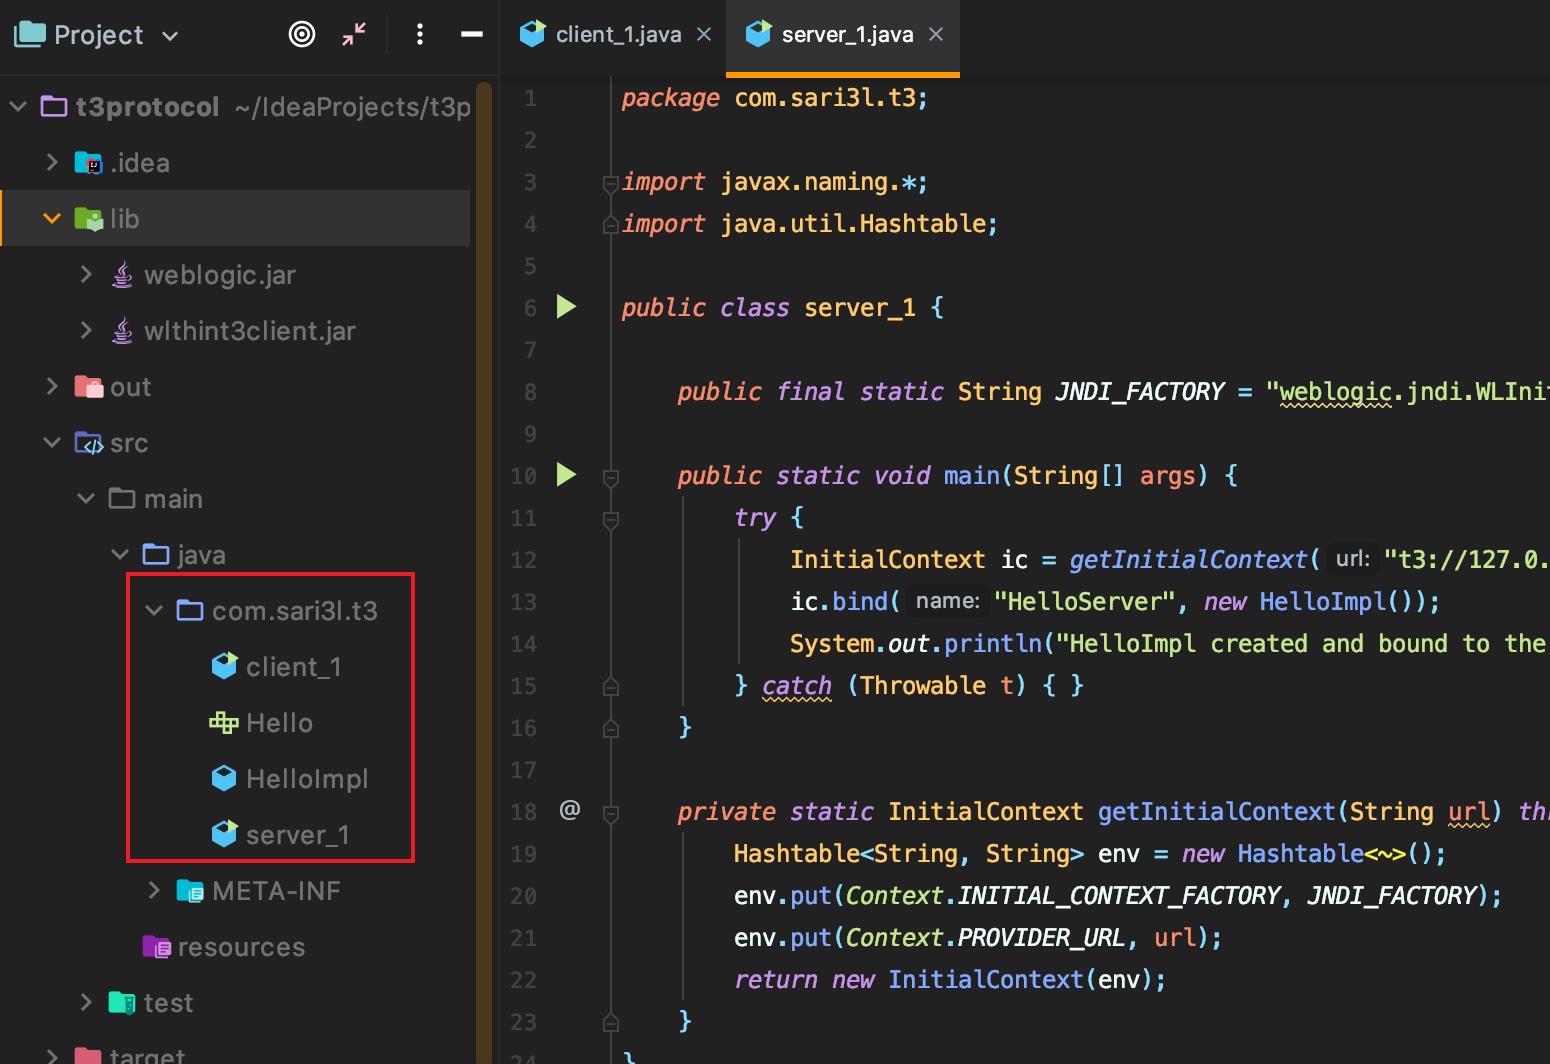 Project
t3protocol ~/IdeaProjects/t3p
.idea
lib
weblogic.jar
wlthint3client.jar
out
src
main
java
com.sari3l.t3
client_1
Hello
HelloImpl
server_1
META-INF
resources
test
target
client_1.java
server_1.java
1 package com.sari3l.t3;
2
3 import javax.naming.*;
4 import java.util.Hashtable;
5
6 public class server_1 {
7
8 public final static String JNDI_FACTORY = "weblogic.jndi.WLInit
9
10 public static void main(String[] args) {
11 try {
12 InitialContext ic = getInitialContext( url: "t3://127.0.
13 ic.bind( name: "HelloServer", new HelloImpl());
14 System.out.println("HelloImpl created and bound to the
15 } catch (Throwable t) { }
16 }
17
18 @ private static InitialContext getInitialContext(String url) thr
19 Hashtable<String, String> env = new Hashtable<~>();
20 env.put(Context.INITIAL_CONTEXT_FACTORY, JNDI_FACTORY);
21 env.put(Context.PROVIDER_URL, url);
22 return new InitialContext(env);
23 }
24 }